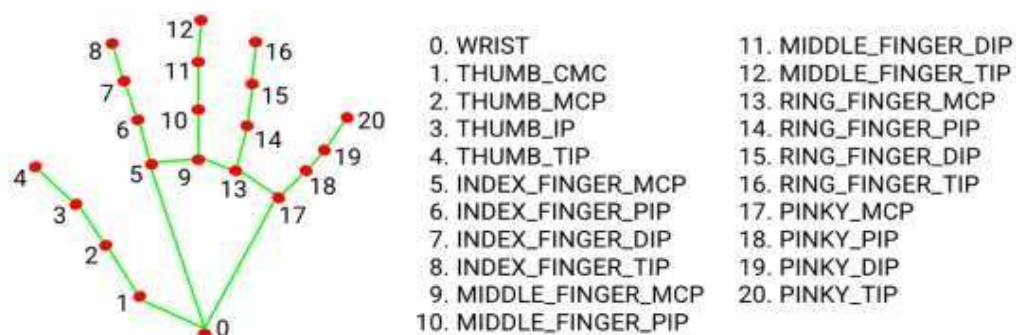 12
8
16
11
7
15
20
6
10
14
19
4
5
9
13
18
3
17
2
1
0
0. WRIST
1. THUMB_CMC
2. THUMB_MCP
3. THUMB_IP
4. THUMB_TIP
5. INDEX_FINGER_MCP
6. INDEX_FINGER_PIP
7. INDEX_FINGER_DIP
8. INDEX_FINGER_TIP
9. MIDDLE_FINGER_MCP
10. MIDDLE_FINGER_PIP
11. MIDDLE_FINGER_DIP
12. MIDDLE_FINGER_TIP
13. RING_FINGER_MCP
14. RING_FINGER_PIP
15. RING_FINGER_DIP
16. RING_FINGER_TIP
17. PINKY_MCP
18. PINKY_PIP
19. PINKY_DIP
20. PINKY_TIP